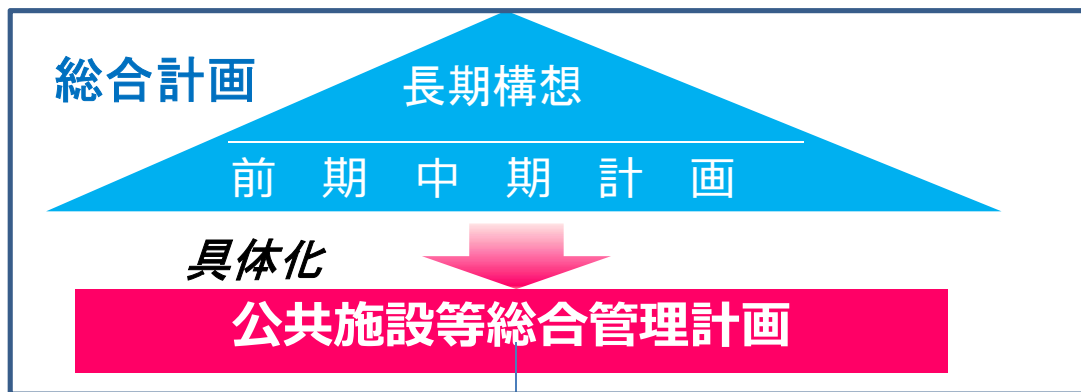 総合計画
長期構想
前期中期計画
具体化
公共施設等総合管理計画